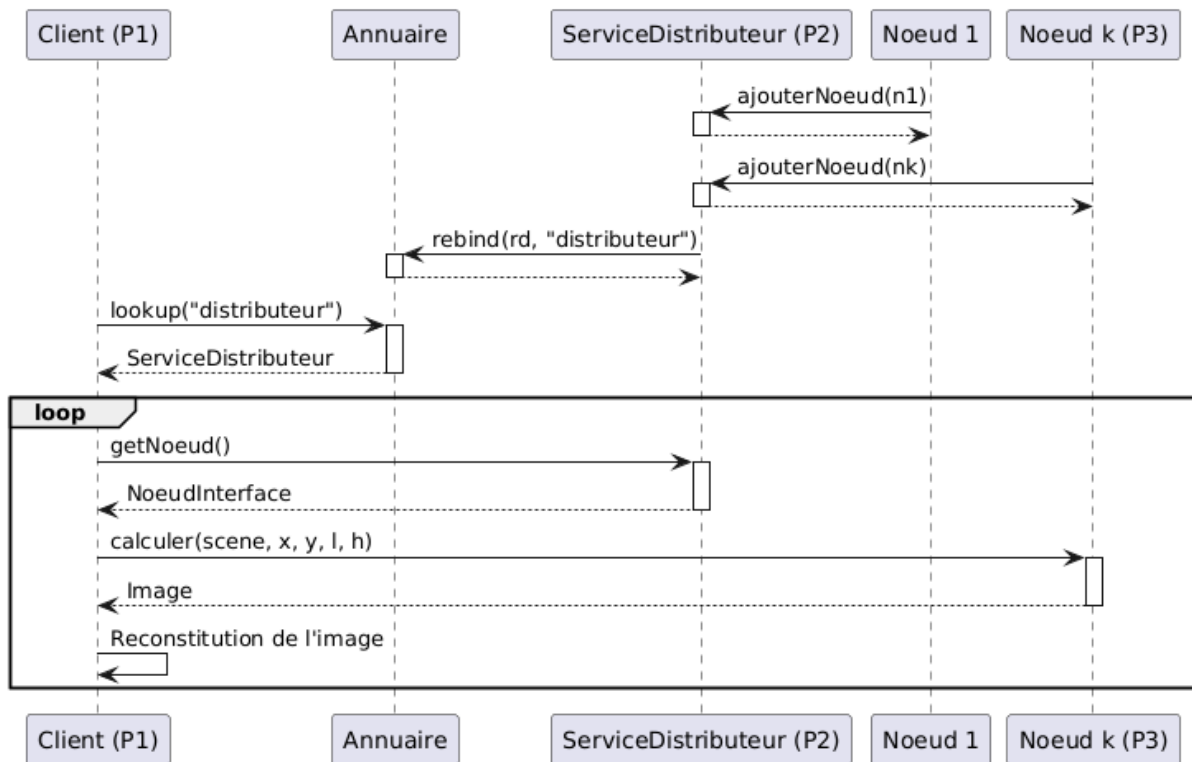 Client (P1)
Annuaire
ServiceDistributeur (P2)
Noeud 1
Noeud k (P3)
ajouterNoeud(n1)
ajouterNoeud(nk)
rebind(rd, "distributeur")
lookup("distributeur")
ServiceDistributeur
loop
getNoeud()
NoeudInterface
calculer(scene, x, y, l, h)
Image
Reconstitution de l'image
Client (P1)
Annuaire
ServiceDistributeur (P2)
Noeud 1
Noeud k (P3)